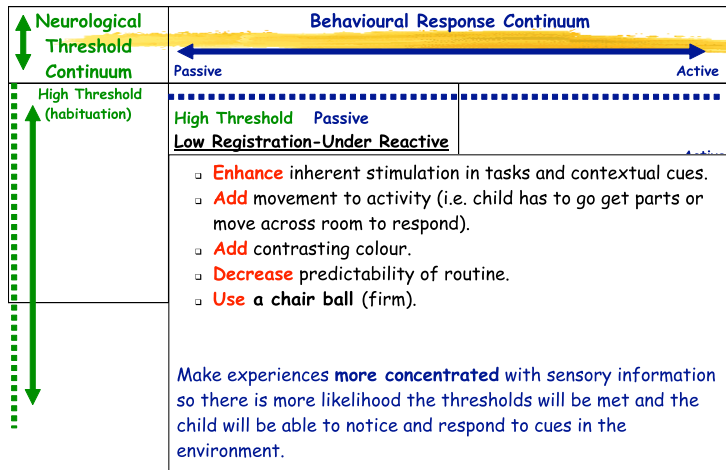 Neurological
Threshold
Continuum
Behavioural Response Continuum
Passive
Active
High Threshold
(habituation)
High Threshold Passive
Low Registration-Under Reactive
❑ Enhance inherent stimulation in tasks and contextual cues.
❑ Add movement to activity (i.e. child has to go get parts or
move across room to respond).
❑ Add contrasting colour.
❑ Decrease predictability of routine.
❑ Use a chair ball (firm).
Make experiences more concentrated with sensory information
so there is more likelihood the thresholds will be met and the
child will be able to notice and respond to cues in the
environment.